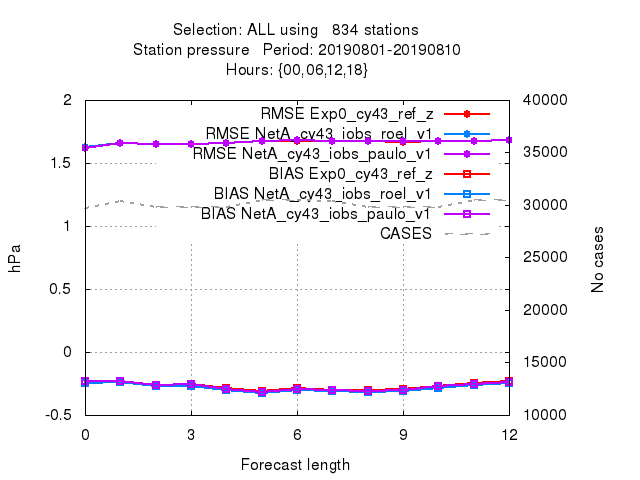 Selection: ALL using   834 stations
Station pressure   Period: 20190801-20190810
Hours: {00,06,12,18}
2 40000
RMSE Exp0_cy43_ref_z
RMSE NetA_cy43_iobs_roel_v1
RMSE NetA_cy43_iobs_paulo_v1
1.5 35000
BIAS Exp0_cy43_ref_z
BIAS NetA_cy43_iobs_roel_v1
BIAS NetA_cy43_iobs_paulo_v1
30000
1 CASES
hPa
No cases
25000
0.5 20000
0 15000
-0.5 10000
0 3 6 9 12
Forecast length